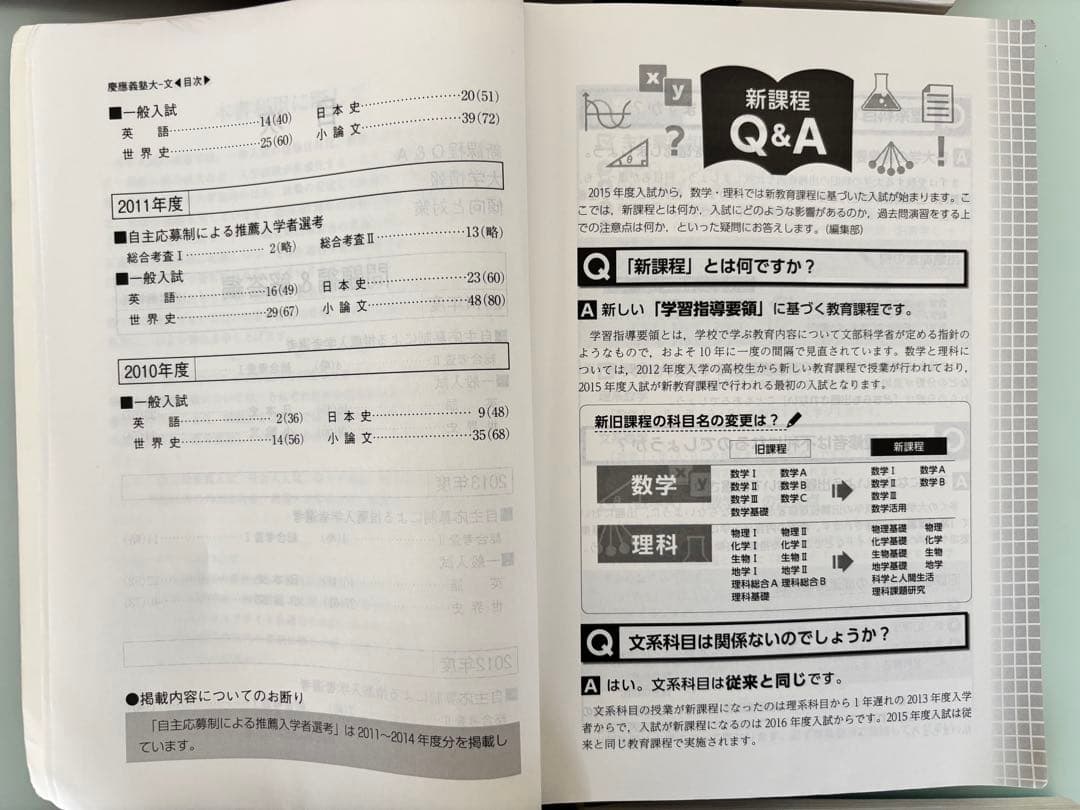 慶應義塾大-文◀目次▶
■一般入試
英　語……14(40)　日本史……20(51)
世界史……25(60)　小論文……39(72)
2011年度
■自主応募制による推薦入学者選考
総合考査Ⅰ……2(略)　総合考査Ⅱ……13(略)
■一般入試
英　語……16(49)　日本史……23(60)
世界史……29(67)　小論文……48(80)
2010年度
■一般入試
英　語……2(36)　日本史……9(48)
世界史……14(56)　小論文……35(68)
●掲載内容についてのお断り
「自主応募制による推薦入学者選考」は2011～2014年度分を掲載し
ています。
x
y
?
θ
!
新課程
Q&A
2015年度入試から，数学・理科では新教育課程に基づいた入試が始まります。こ
こでは，新課程とは何か，入試にどのような影響があるのか，過去問演習をする上
での注意点は何か，といった疑問にお答えします。（編集部）
Q 「新課程」とは何ですか？
A 新しい「学習指導要領」に基づく教育課程です。
学習指導要領とは，学校で学ぶ教育内容について文部科学省が定める指針の
ようなもので，およそ10年に一度の間隔で見直されています。数学と理科に
ついては，2012年度入学の高校生から新しい教育課程で授業が行われており，
2015年度入試が新教育課程で行われる最初の入試となります。
新旧課程の科目名の変更は？
旧課程　新課程
数学
数学Ⅰ　数学A
数学Ⅱ　数学B
数学Ⅲ　数学C
数学基礎
数学Ⅰ　数学A
数学Ⅱ　数学B
数学Ⅲ
数学活用
理科
物理Ⅰ　物理Ⅱ
化学Ⅰ　化学Ⅱ
生物Ⅰ　生物Ⅱ
地学Ⅰ　地学Ⅱ
理科総合A　理科総合B
理科基礎
物理基礎　物理
化学基礎　化学
生物基礎　生物
地学基礎　地学
科学と人間生活
理科課題研究
Q 文系科目は関係ないのでしょうか？
A はい。文系科目は従来と同じです。
文系科目の授業が新課程になったのは理系科目から1年遅れの2013年度入学
者からで，入試が新課程になるのは2016年度入試からです。2015年度入試は従
来と同じ教育課程で実施されます。